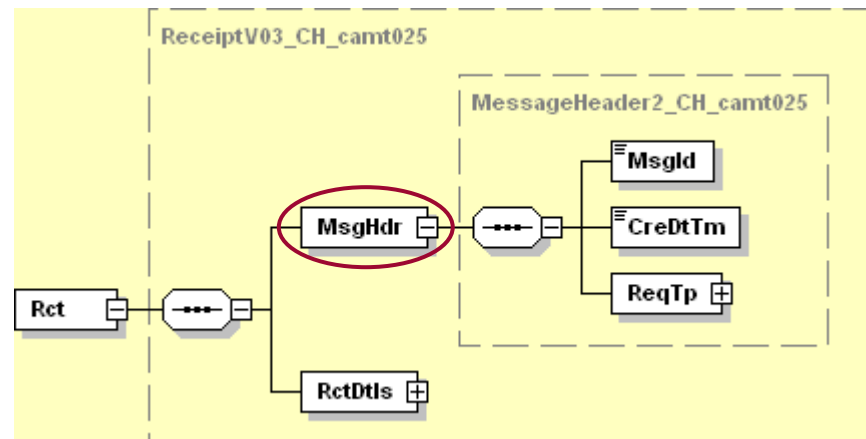 ReceiptV03_CH_camt025
MessageHeader2_CH_camt025
MsgId
MsgHdr
CreDtTm
ReqTp
Rct
RctDtls